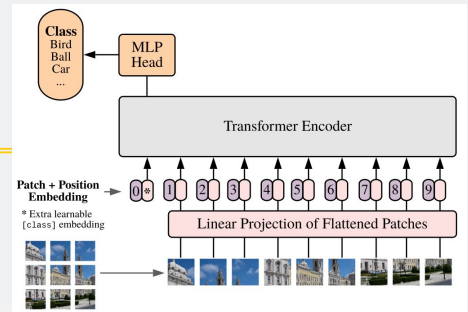 Class
Bird
Ball
Car
...
MLP
Head
Transformer Encoder
Patch + Position
Embedding
* Extra learnable
[class] embedding
0 * 1 2 3 4 5 6 7 8 9
Linear Projection of Flattened Patches